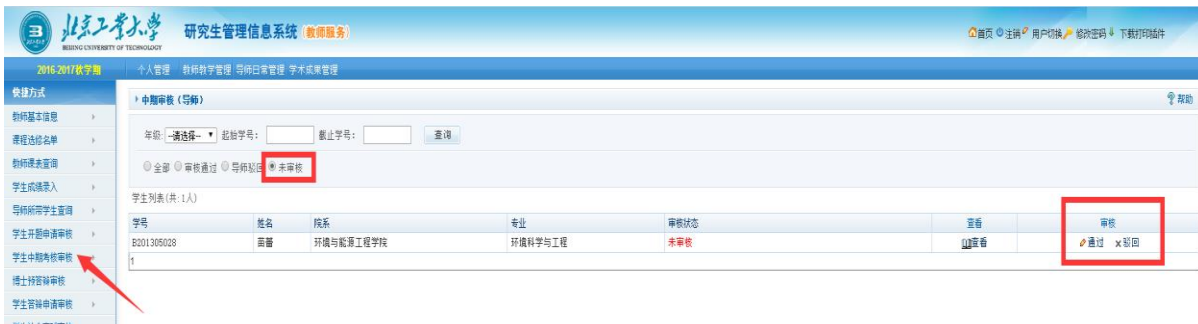 北京工业大学
BEIJING UNIVERSITY OF TECHNOLOGY
研究生管理信息系统 (教师服务)
首页 注销 用户切换 修改密码 下载打印插件
2016-2017秋学期 个人管理 教师教学管理 导师日常管理 学术成果管理
快捷方式
教师基本信息
课程选修名单
教师课表查询
学生成绩录入
导师所带学生查询
学生开题申请审核
学生中期考核审核
博士预答辩审核
学生答辩申请审核
中期审核(导师) 帮助
年级: --请选择-- 起始学号: 截止学号: 查询
全部 审核通过 导师驳回 未审核
学生列表(共:1人)
学号 姓名 院系 专业 审核状态 查看 审核
B201305028 苗蕾 环境与能源工程学院 环境科学与工程 未审核 查看 通过 x驳回
1